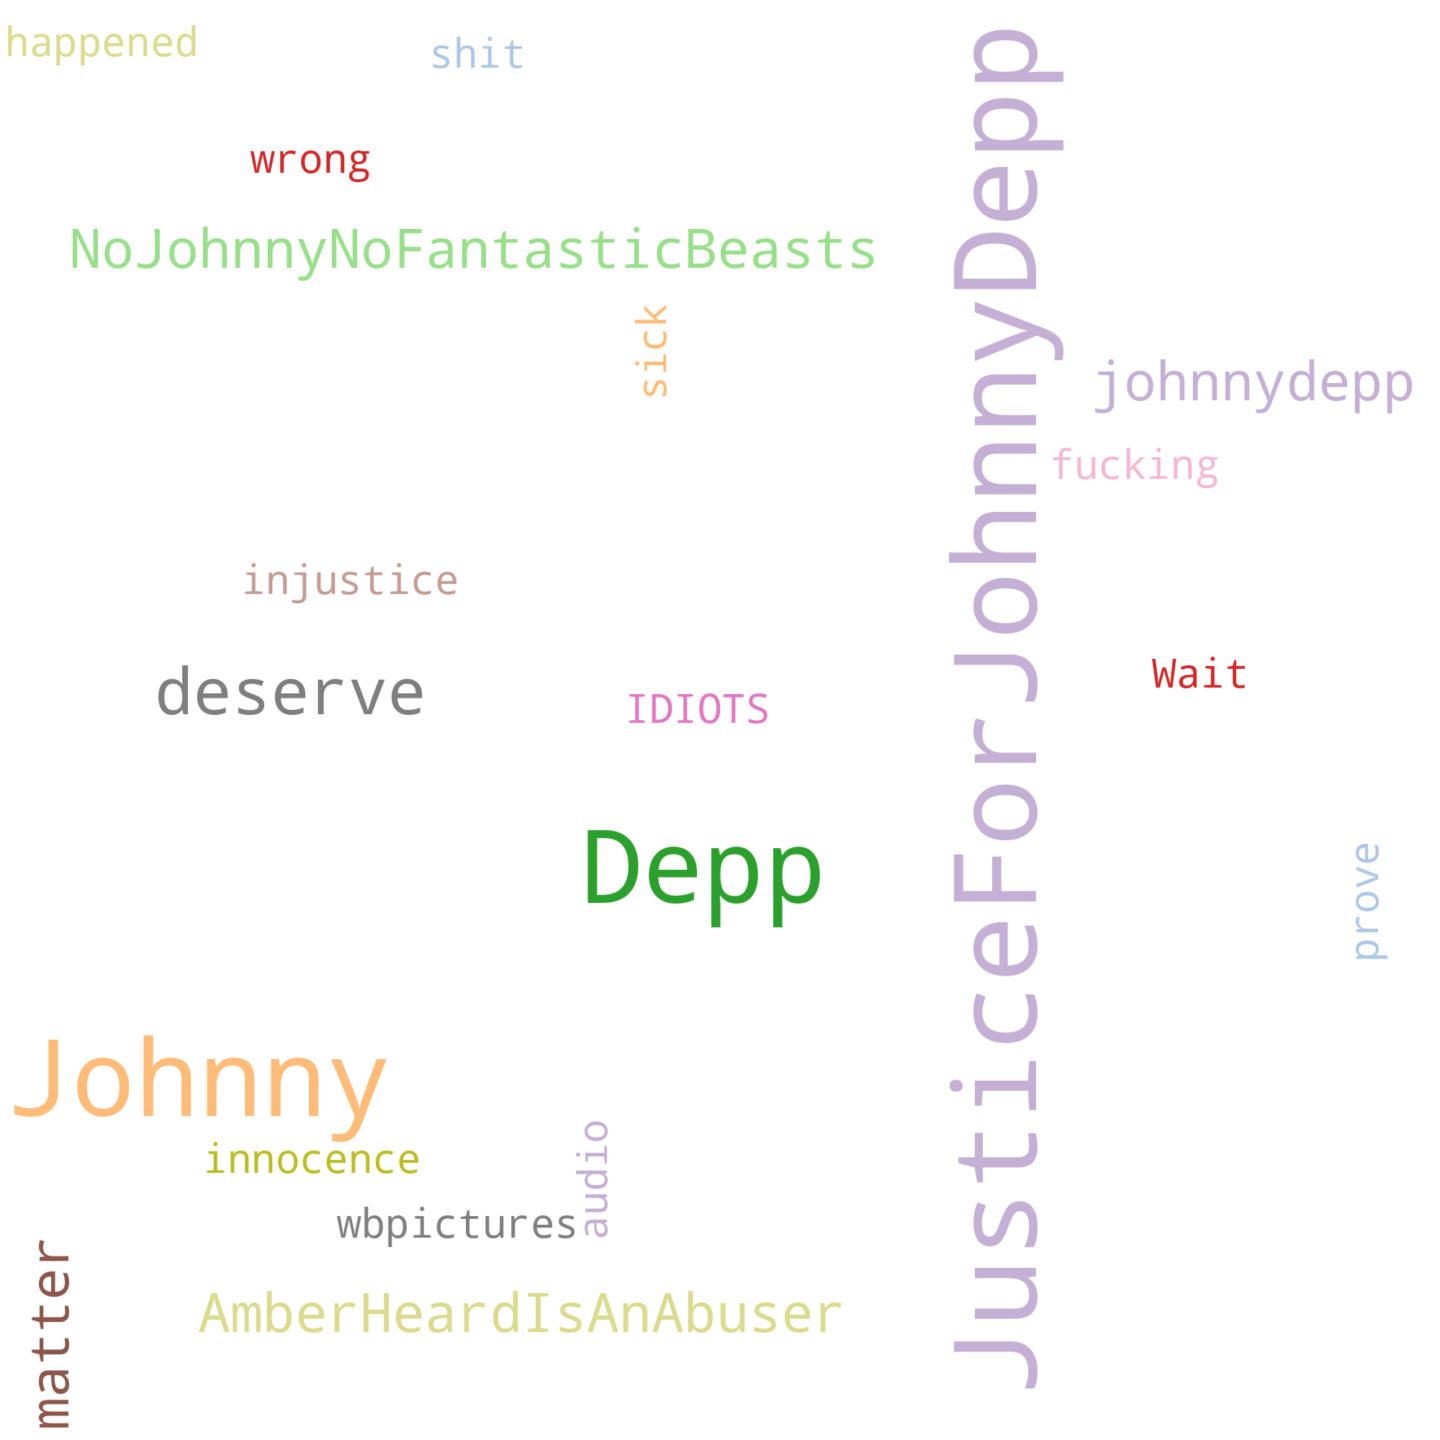 happened
shit
wrong
NoJohnnyNoFantasticBeasts
sick
JusticeForJohnnyDepp
johnnydepp
fucking
injustice
deserve
IDIOTS
Wait
Depp
prove
Johnny
innocence
audio
wbpictures
matter
AmberHeardIsAnAbuser